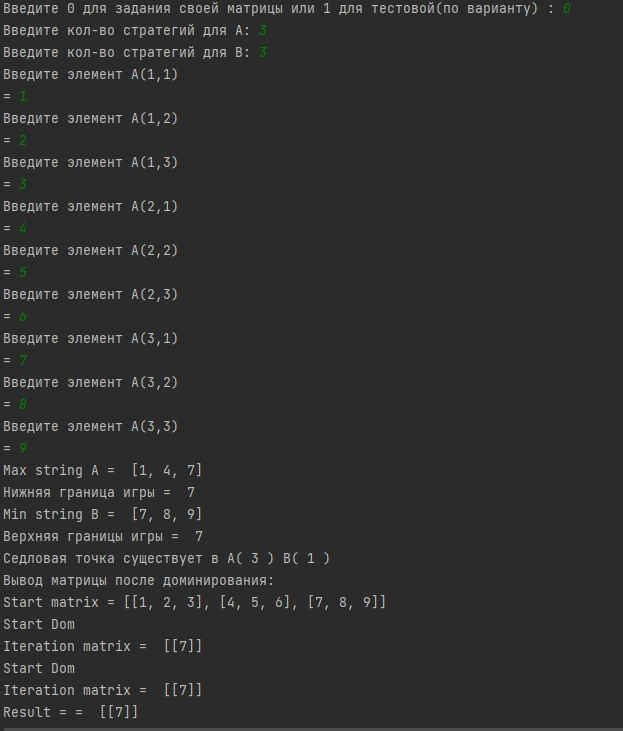 Введите 0 для задания своей матрицы или 1 для тестовой(по варианту) : 0
Введите кол-во стратегий для A: 3
Введите кол-во стратегий для B: 3
Введите элемент A(1,1)
= 1
Введите элемент A(1,2)
= 2
Введите элемент A(1,3)
= 3
Введите элемент A(2,1)
= 4
Введите элемент A(2,2)
= 5
Введите элемент A(2,3)
= 6
Введите элемент A(3,1)
= 7
Введите элемент A(3,2)
= 8
Введите элемент A(3,3)
= 9
Max string A =  [1, 4, 7]
Нижняя граница игры =  7
Min string B =  [7, 8, 9]
Верхняя границы игры =  7
Седловая точка существует в A( 3 ) B( 1 )
Вывод матрицы после доминирования:
Start matrix = [[1, 2, 3], [4, 5, 6], [7, 8, 9]]
Start Dom
Iteration matrix =  [[7]]
Start Dom
Iteration matrix =  [[7]]
Result = =  [[7]]